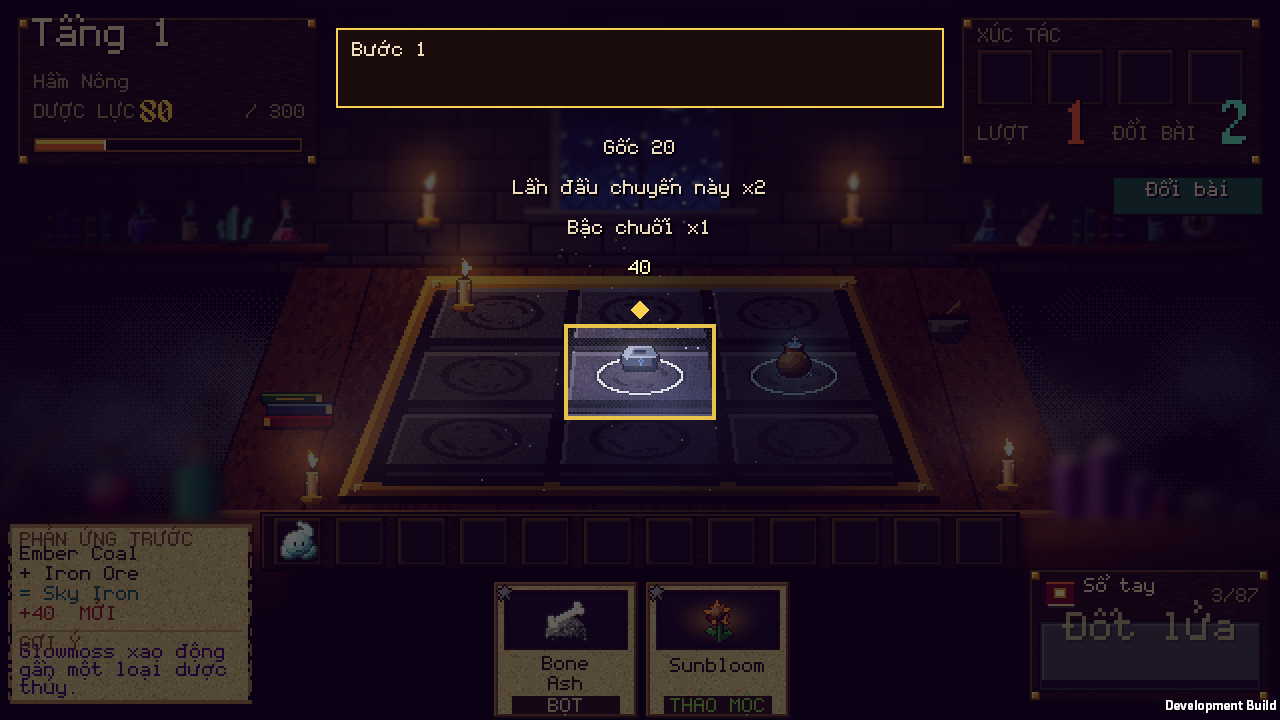 Tầng 1
Hầm Nông
DƯỢC LỰC 80 / 300
Bước 1
Gốc 20
Lần đầu chuyến này x2
Bậc chuỗi x1
40
XÚC TÁC
LƯỢT 1 ĐỔI BÀI 2
Đổi bài
PHẢN ỨNG TRƯỚC
Ember Coal
+ Iron Ore
= Sky Iron
+40 MỚI
GỢI Ý
Glowmoss xao động
gần một loại dược
thủy.
Bone
Ash
BỘT
Sunbloom
THẢO MỘC
Sổ tay
3/87
Đốt lửa
Development Build